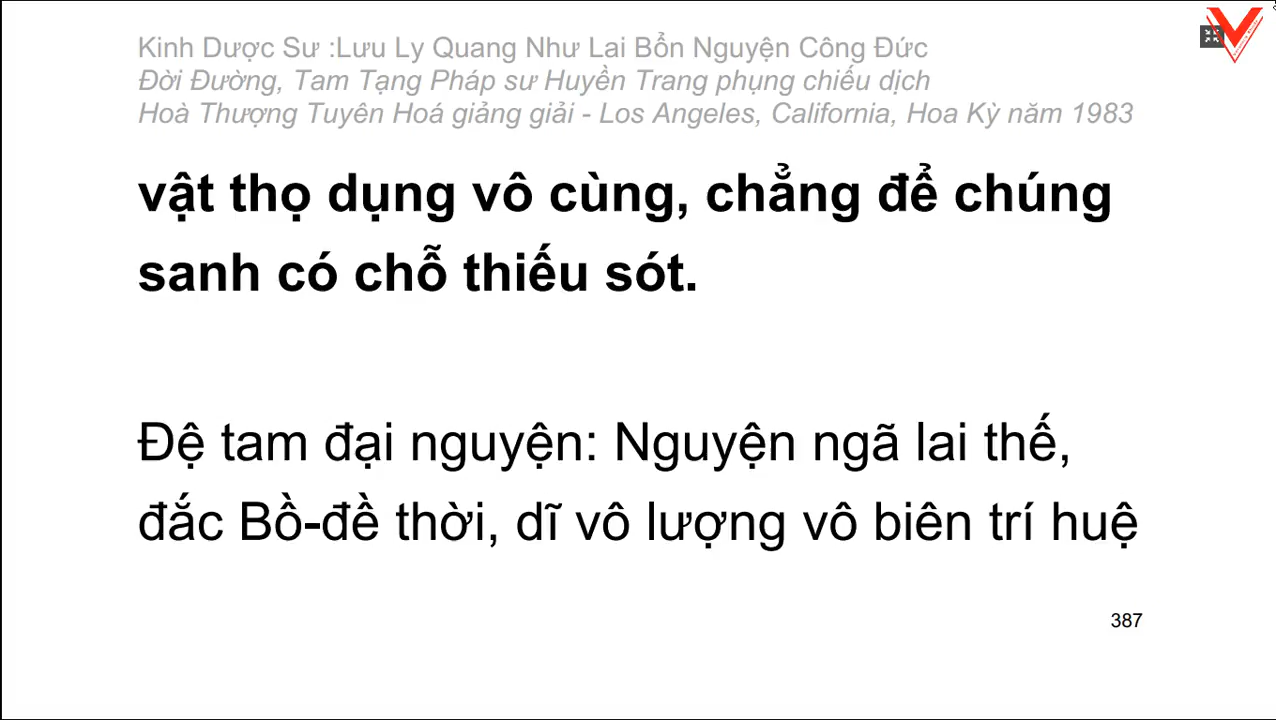 Kinh Dược Sư :Lưu Ly Quang Như Lai Bổn Nguyện Công Đức
Đời Đường, Tam Tạng Pháp sư Huyền Trang phụng chiếu dịch
Hoà Thượng Tuyên Hoá giảng giải - Los Angeles, California, Hoa Kỳ năm 1983
vật thọ dụng vô cùng, chẳng để chúng
sanh có chỗ thiếu sót.
Đệ tam đại nguyện: Nguyện ngã lai thế,
đắc Bồ-đề thời, dĩ vô lượng vô biên trí huệ
387